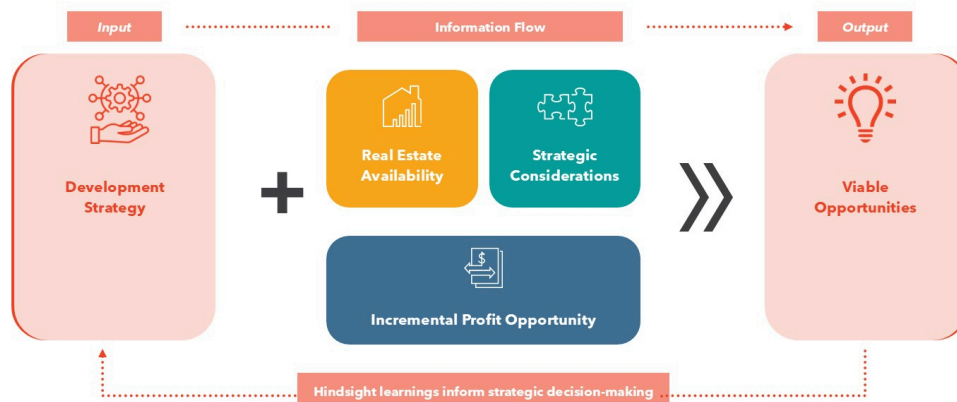 Input
Information Flow
Output
Development
Strategy
+
Real Estate
Availability
Strategic
Considerations
$
Incremental Profit Opportunity
Viable
Opportunities
Hindsight learnings inform strategic decision-making